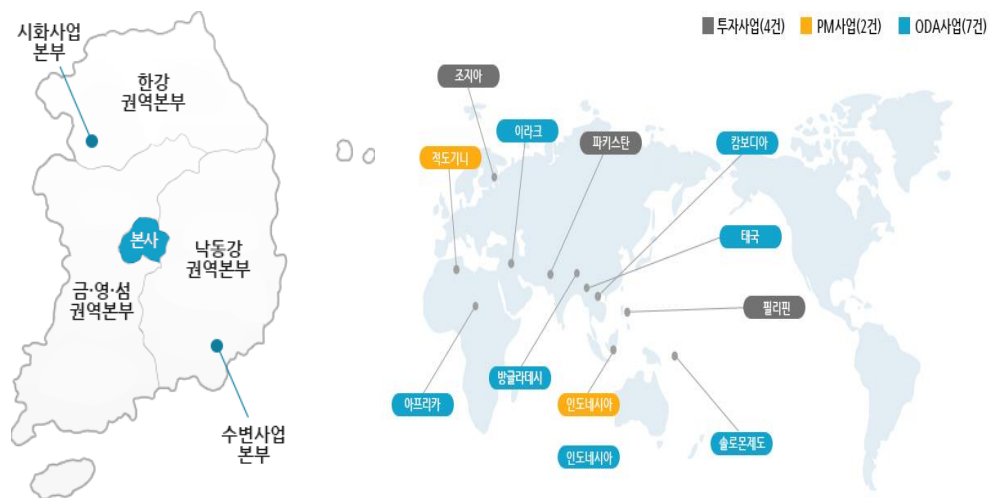 시화사업
본부
한강
권역본부
본사
낙동강
권역본부
금·영·섬
권역본부
수변사업
본부
투자사업(4건) PM사업(2건) ODA사업(7건)
조지아
이라크
파키스탄
캄보디아
적도기니
태국
필리핀
방글라데시
아프리카
인도네시아
솔로몬제도
인도네시아